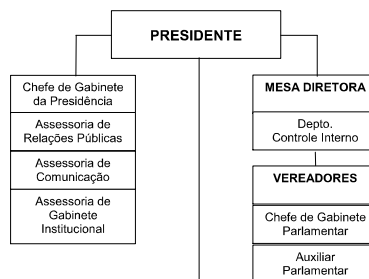 PRESIDENTE
Chefe de Gabinete
da Presidência
Assessoria de
Relações Públicas
Assessoria de
Comunicação
Assessoria de
Gabinete
Institucional
MESA DIRETORA
Depto.
Controle Interno
VEREADORES
Chefe de Gabinete
Parlamentar
Auxiliar
Parlamentar